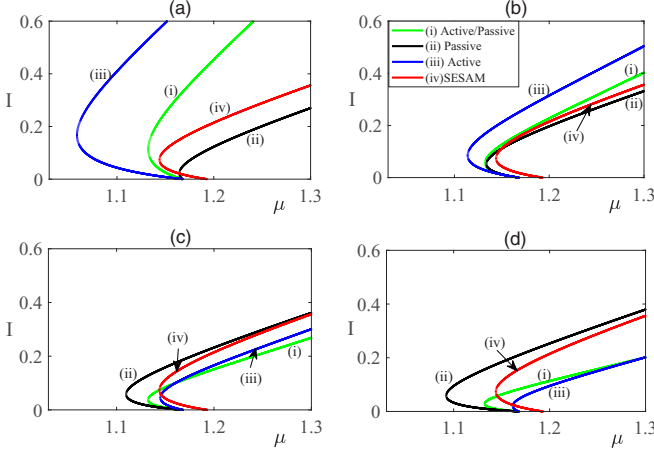 (a)
0.6
0.4
I
0.2
0
1.1
1.2
1.3
μ
(iii)
(i)
(iv)
(ii)
(b)
0.6
0.4
I
0.2
0
1.1
1.2
1.3
μ
(i) Active/Passive
(ii) Passive
(iii) Active
(iv)SESAM
(iii)
(i)
(iv)
(ii)
(c)
0.6
0.4
I
0.2
0
1.1
1.2
1.3
μ
(iv)
(ii)
(iii)
(i)
(d)
0.6
I
0.4
0.2
0
1.1
1.2
1.3
μ
(iv)
(ii)
(i)
(iii)